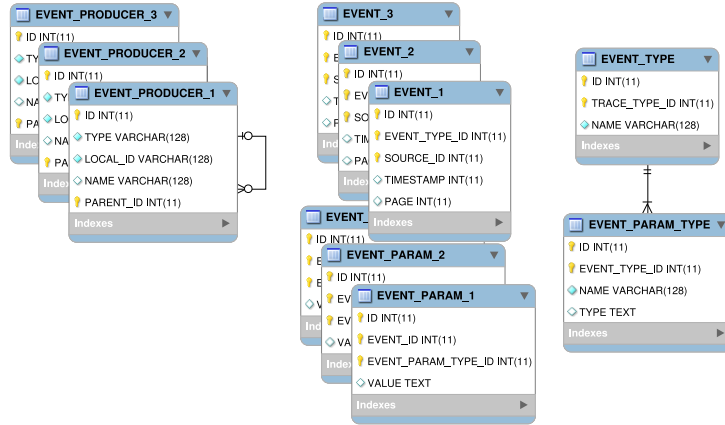 EVENT_PRODUCER_3
ID INT(11)
EVENT_PRODUCER_2
ID INT(11)
EVENT_PRODUCER_1
ID INT(11)
TYPE VARCHAR(128)
LOCAL_ID VARCHAR(128)
NAME VARCHAR(128)
PARENT_ID INT(11)
Indexes
EVENT_3
ID INT(11)
EVENT_2
ID INT(11)
EVENT_1
ID INT(11)
EVENT_TYPE_ID INT(11)
SOURCE_ID INT(11)
TIMESTAMP INT(11)
PAGE INT(11)
Indexes
EVENT_
ID INT(11)
EVENT_PARAM_2
ID INT(11)
EVENT_PARAM_1
ID INT(11)
EVENT_ID INT(11)
EVENT_PARAM_TYPE_ID INT(11)
VALUE TEXT
Indexes
EVENT_TYPE
ID INT(11)
TRACE_TYPE_ID INT(11)
NAME VARCHAR(128)
Indexes
EVENT_PARAM_TYPE
ID INT(11)
EVENT_TYPE_ID INT(11)
NAME VARCHAR(128)
TYPE TEXT
Indexes